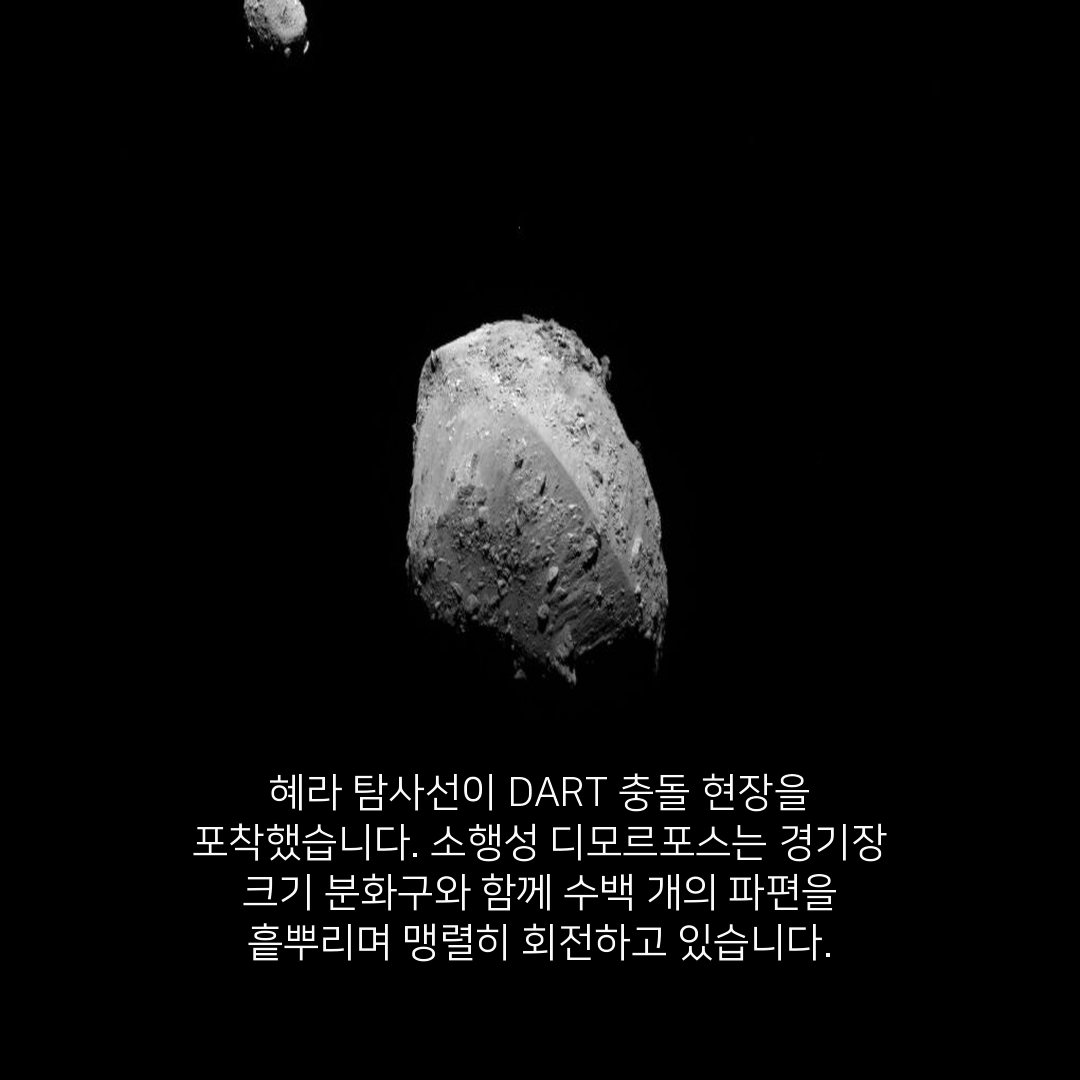 헤라 탐사선이 DART 충돌 현장을
포착했습니다. 소행성 디모르포스는 경기장
크기 분화구와 함께 수백 개의 파편을
흩뿌리며 맹렬히 회전하고 있습니다.